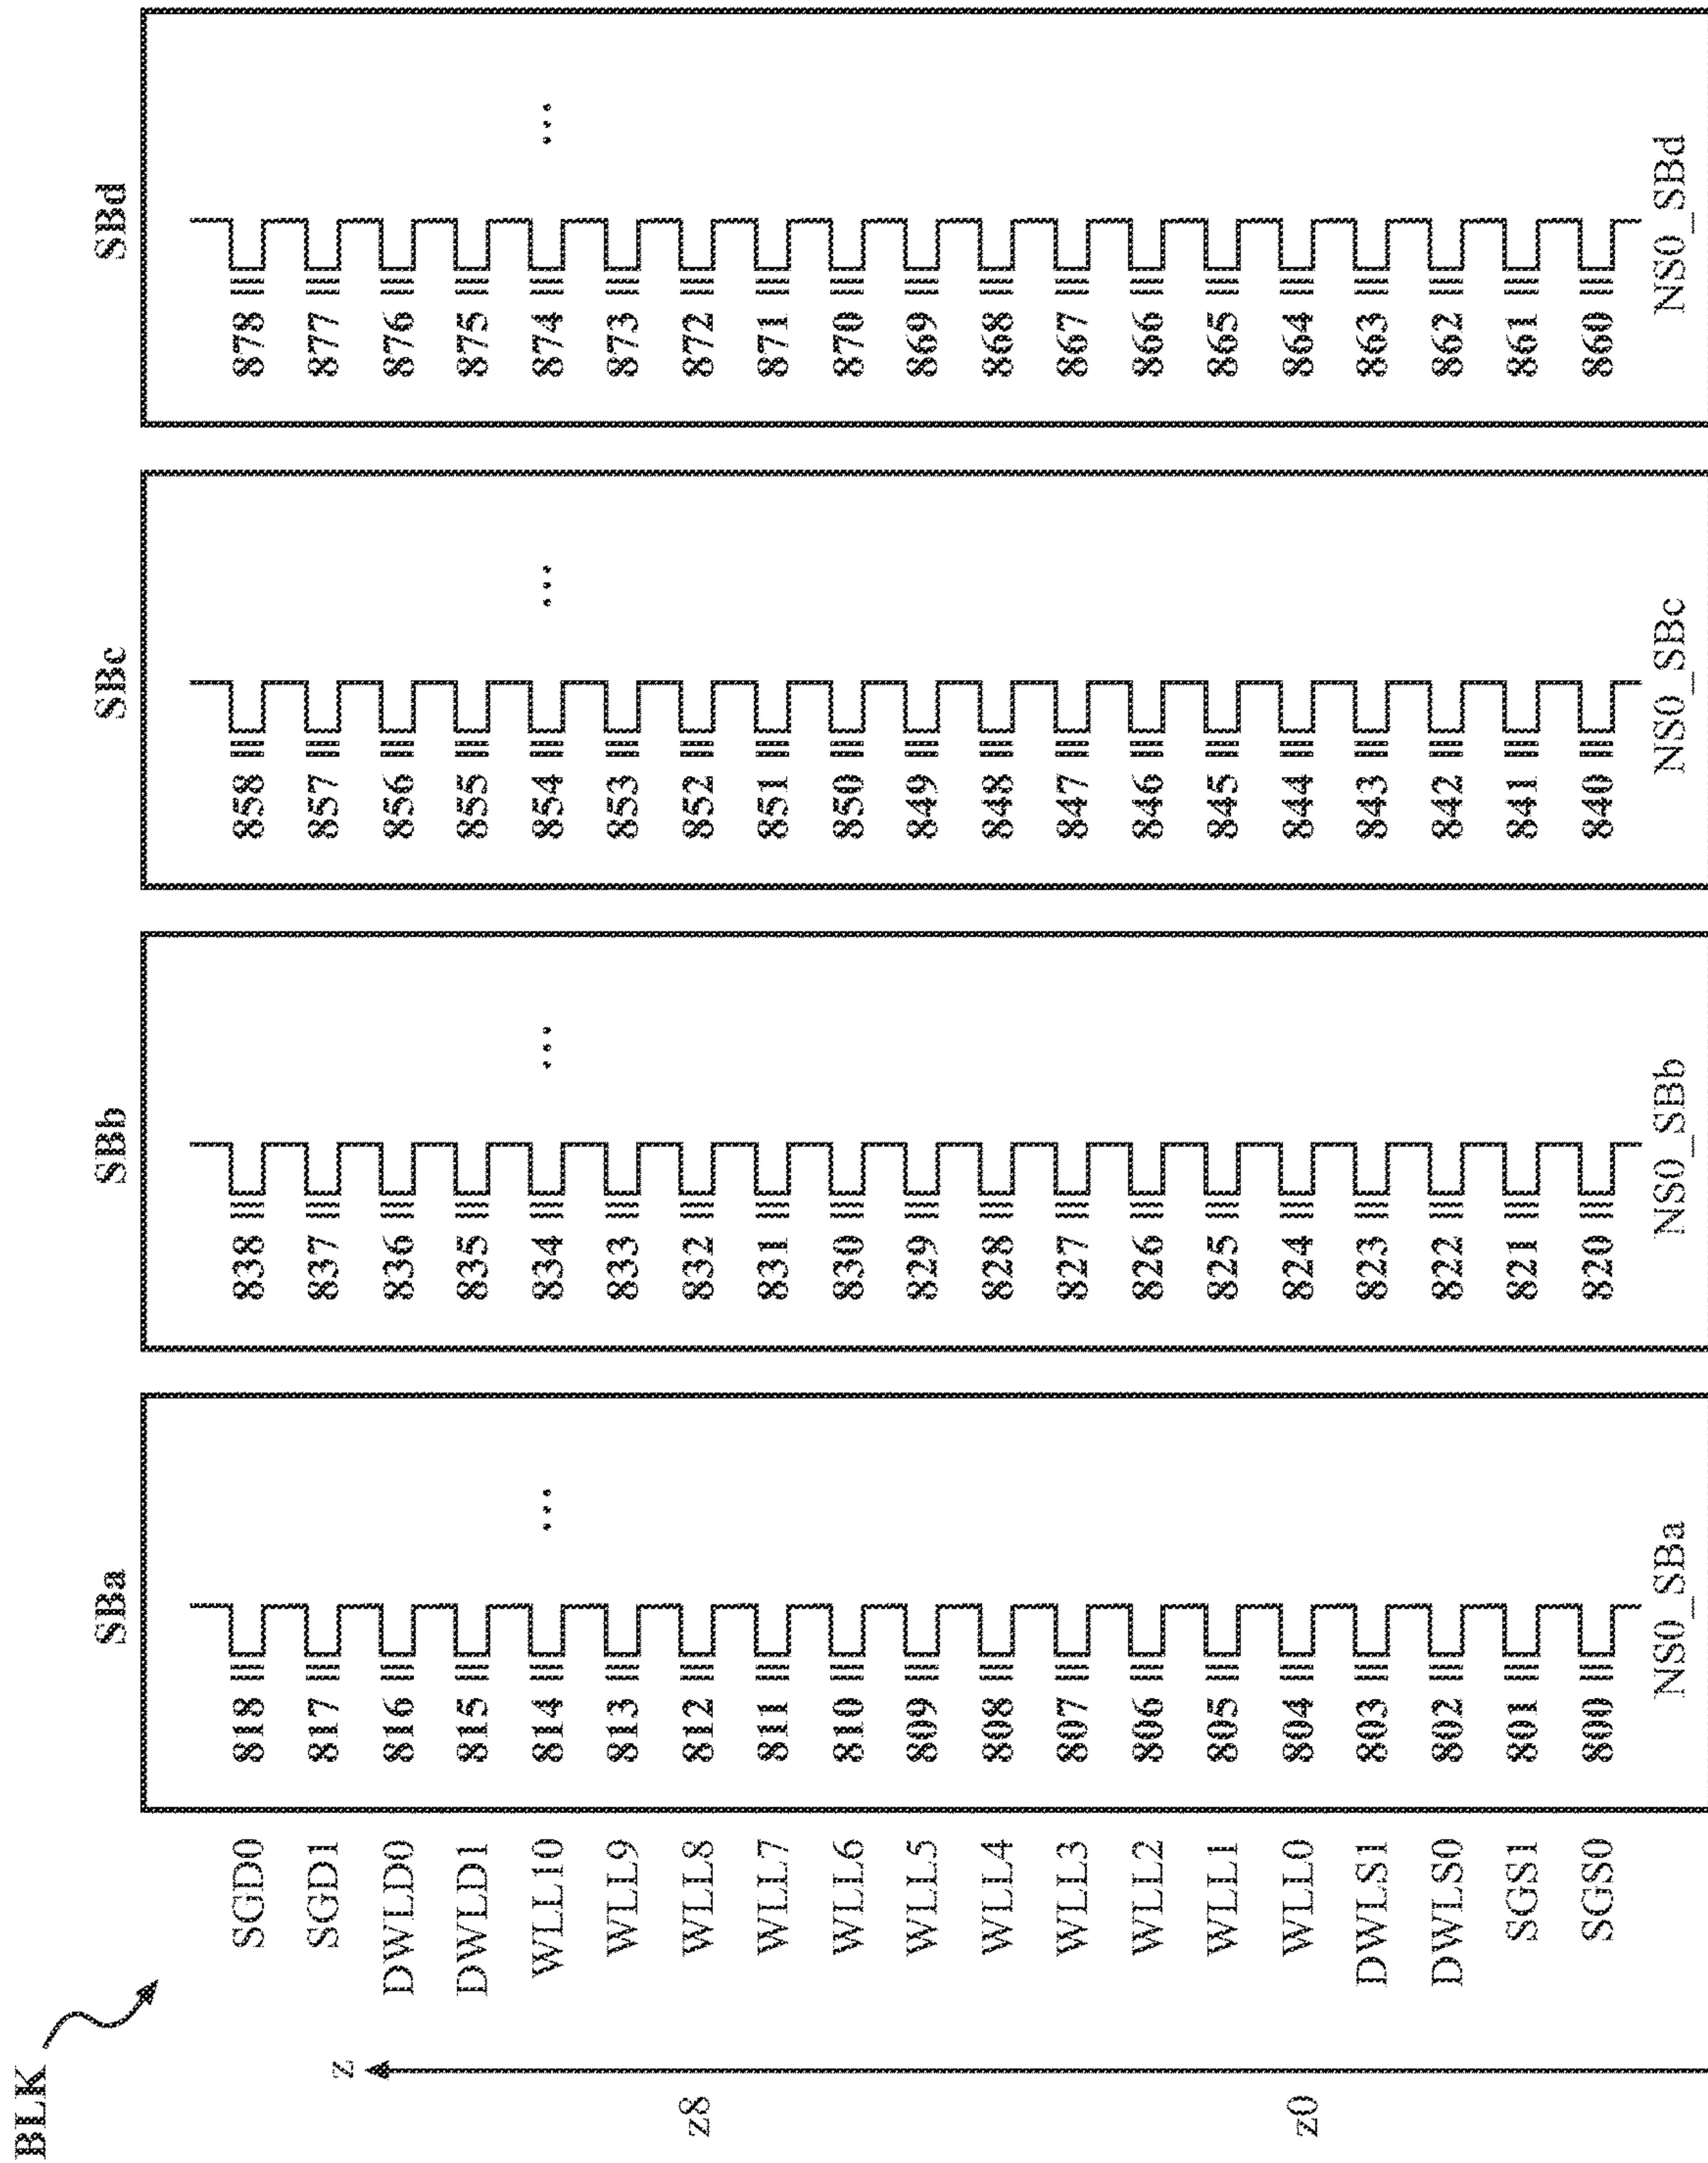 BLK
SBa SBb SBc SBd
SGD0 818 838 858 878
SGD1 817 837 857 877
z
DWLD0 816 836 856 876
DWLD1 815 835 855 875
WLL10 814 ... 834 ... 854 ... 874 ...
WLL9 813 833 853 873
z8 WLL8 812 832 852 872
WLL7 811 831 851 871
WLL6 810 830 850 870
WLL5 809 829 849 869
WLL4 808 828 848 868
WLL3 807 827 847 867
WLL2 806 826 846 866
WLL1 805 825 845 865
z0 WLL0 804 824 844 864
DWLS1 803 823 843 863
DWLS0 802 822 842 862
SGS1 801 821 841 861
SGS0 800 820 840 860
NS0_SBa NS0_SBb NS0_SBc NS0_SBd